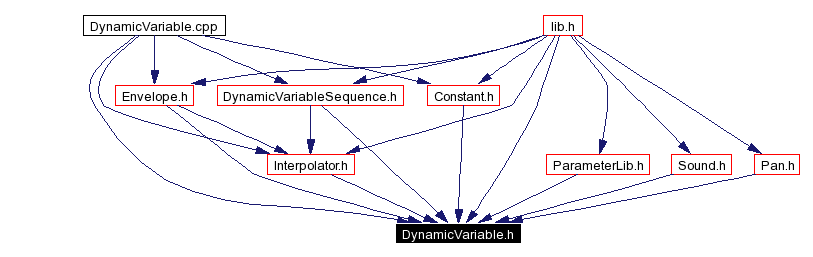 DynamicVariable.cpp
lib.h
Envelope.h
DynamicVariableSequence.h
Constant.h
Interpolator.h
ParameterLib.h
Sound.h
Pan.h
DynamicVariable.h